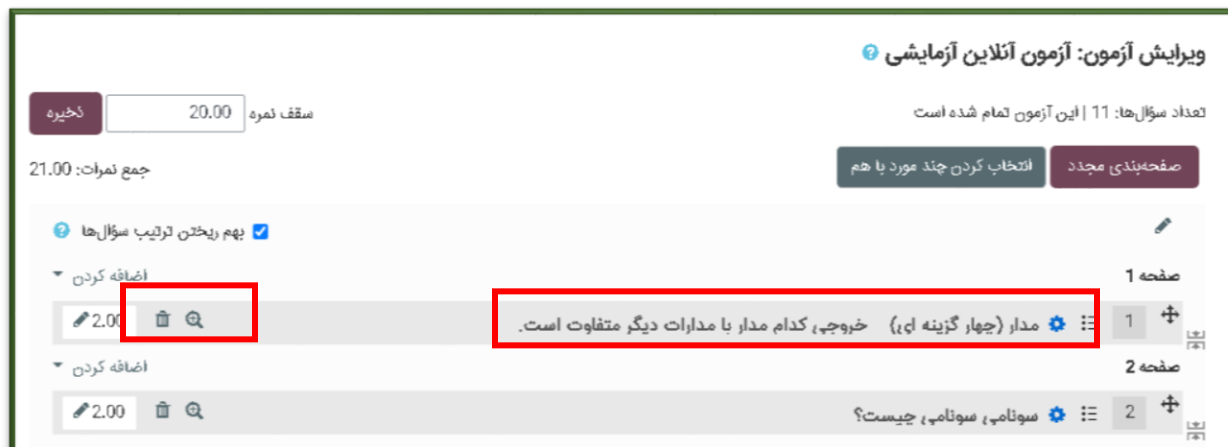 ویرایش آزمون: آزمون آنلاین آزمایشی
تعداد سؤال‌ها: 11 | این آزمون تمام شده است
سقف نمره 20.00 ذخیره
صفحه‌بندی مجدد انتخاب کردن چند مورد با هم
جمع نمرات: 21.00
بهم ریختن ترتیب سؤال‌ها
صفحه 1
اضافه کردن
1 مدار (چهار گزینه ای) خروجی کدام مدار با مدارات دیگر متفاوت است. 2.00
صفحه 2
اضافه کردن
2 سونامی سونامی چیست؟ 2.00